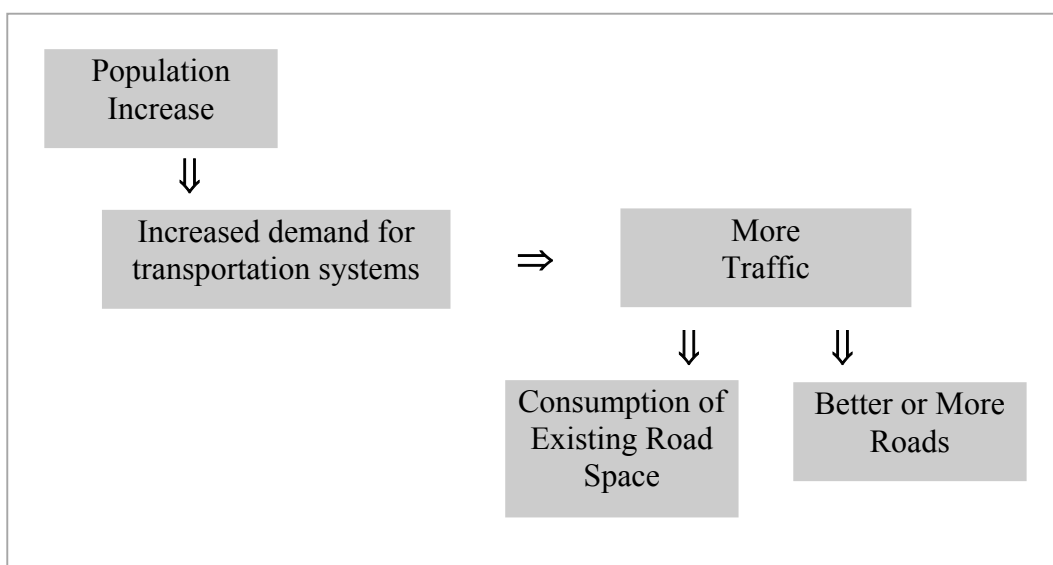 Population
Increase
⇓
Increased demand for
transportation systems
⇒
More
Traffic
⇓
⇓
Consumption of
Existing Road
Space
Better or More
Roads